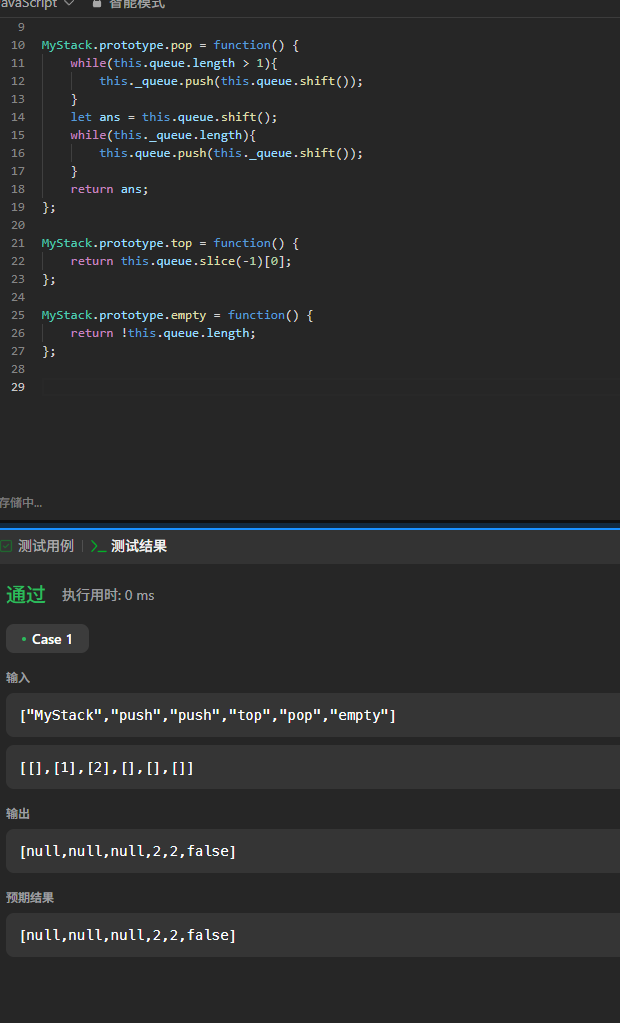 avaScript 智能模式
9
10 MyStack.prototype.pop = function() {
11     while(this.queue.length > 1){
12         this._queue.push(this.queue.shift());
13     }
14     let ans = this.queue.shift();
15     while(this._queue.length){
16         this.queue.push(this._queue.shift());
17     }
18     return ans;
19 };
20
21 MyStack.prototype.top = function() {
22     return this.queue.slice(-1)[0];
23 };
24
25 MyStack.prototype.empty = function() {
26     return !this.queue.length;
27 };
28
29
存储中...
测试用例 | >_ 测试结果
通过 执行用时: 0 ms
• Case 1
输入
["MyStack","push","push","top","pop","empty"]
[[],[1],[2],[],[],[]]
输出
[null,null,null,2,2,false]
预期结果
[null,null,null,2,2,false]